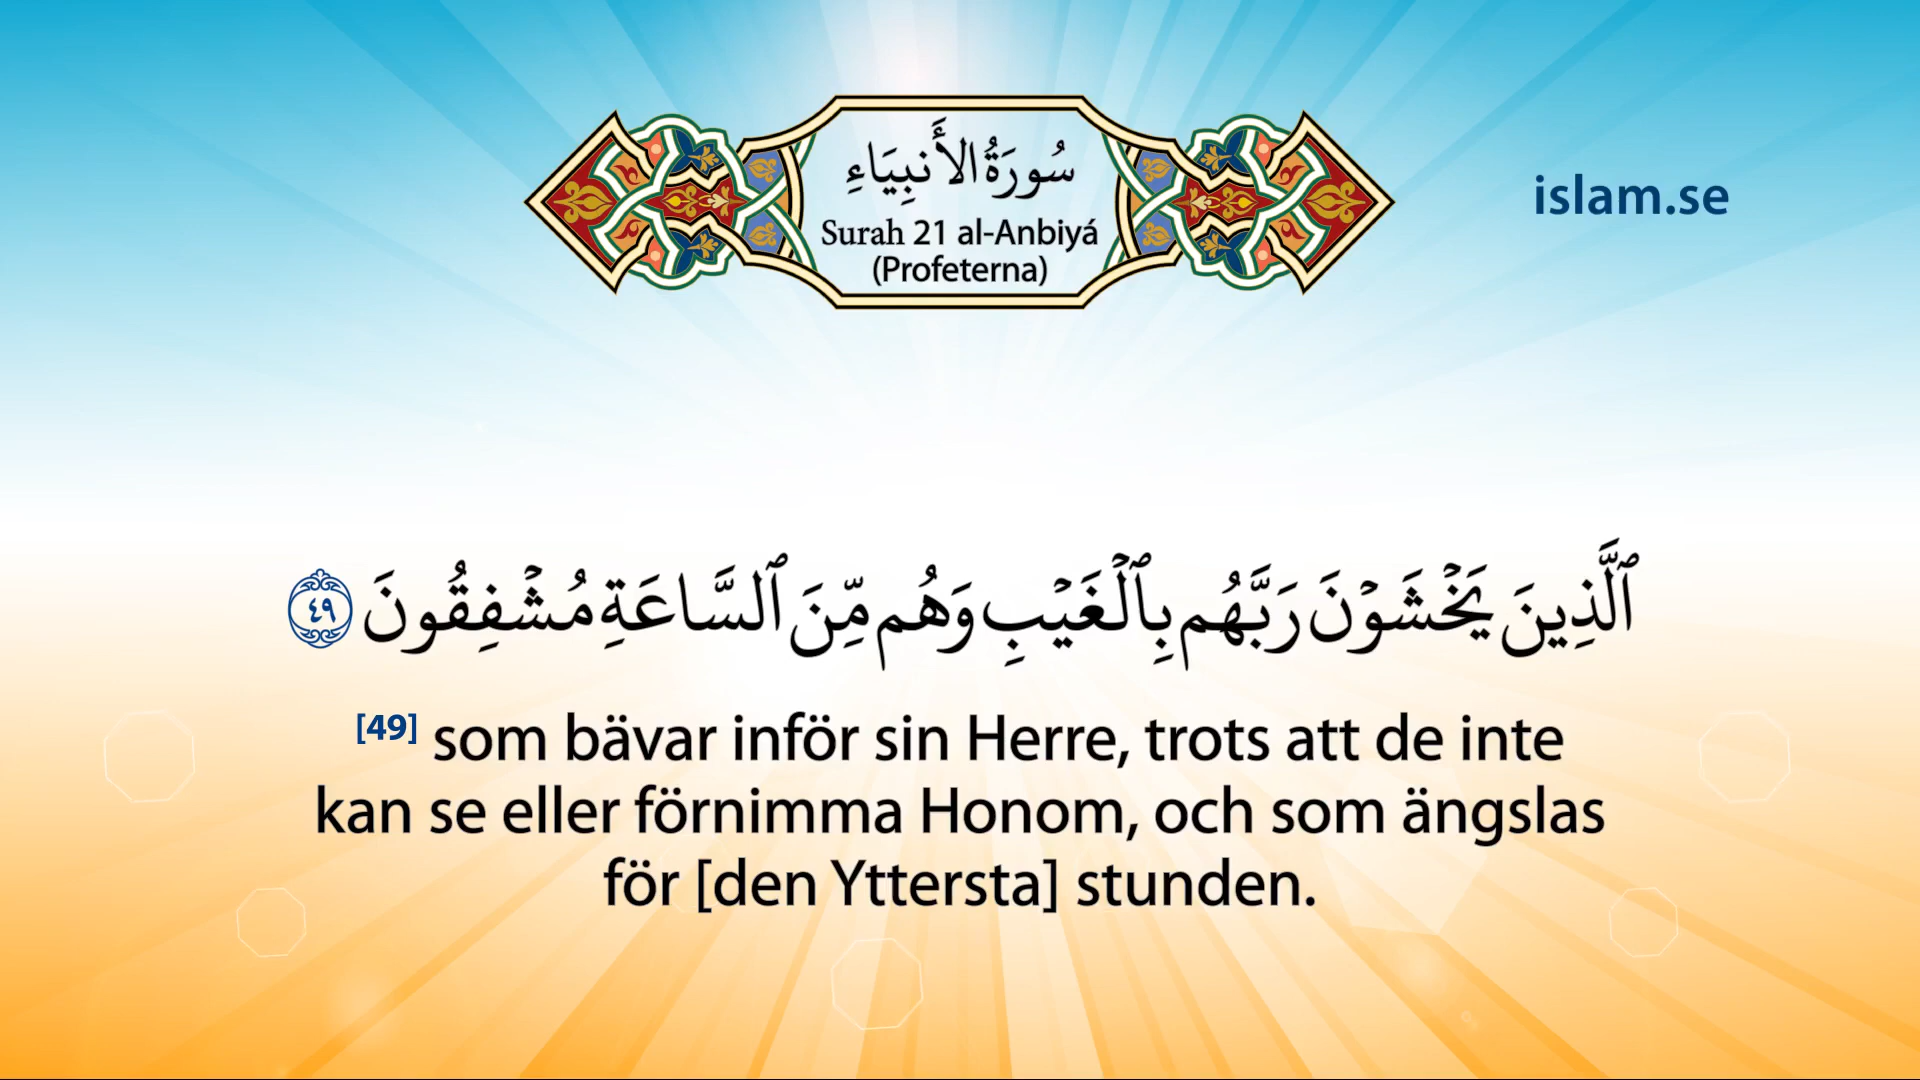 سُورَةُ الأَنبِيَاءِ
Surah 21 al-Anbiyá
(Profeterna)
islam.se
ٱلَّذِينَ يَخۡشَوۡنَ رَبَّهُم بِٱلۡغَيۡبِ وَهُم مِّنَ ٱلسَّاعَةِ مُشۡفِقُونَ ٤٩
[49] som bävar inför sin Herre, trots att de inte
kan se eller förnimma Honom, och som ängslas
för [den Yttersta] stunden.